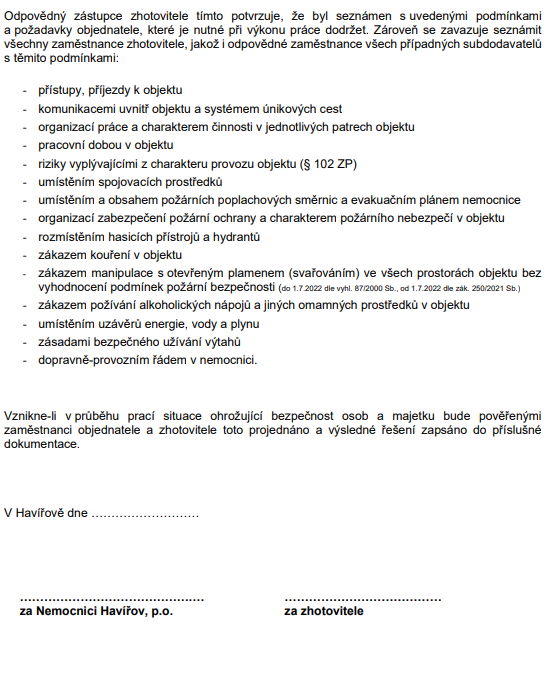 Odpovědný zástupce zhotovitele tímto potvrzuje, že byl seznámen s uvedenými podmínkami
a požadavky objednatele, které je nutné při výkonu práce dodržet. Zároveň se zavazuje seznámit
všechny zaměstnance zhotovitele, jakož i odpovědné zaměstnance všech případných subdodavatelů
s těmito podmínkami:
- přístupy, příjezdy k objektu
- komunikacemi uvnitř objektu a systémem únikových cest
- organizací práce a charakterem činnosti v jednotlivých patrech objektu
- pracovní dobou v objektu
- riziky vyplývajícími z charakteru provozu objektu (§ 102 ZP)
- umístěním spojovacích prostředků
- umístěním a obsahem požárních poplachových směrnic a evakuačním plánem nemocnice
- organizací zabezpečení požární ochrany a charakterem požárního nebezpečí v objektu
- rozmístěním hasicích přístrojů a hydrantů
- zákazem kouření v objektu
- zákazem manipulace s otevřeným plamenem (svařováním) ve všech prostorách objektu bez
vyhodnocení podmínek požární bezpečnosti (do 1.7.2022 dle vyhl. 87/2000 Sb., od 1.7.2022 dle zák. 250/2021 Sb.)
- zákazem požívání alkoholických nápojů a jiných omamných prostředků v objektu
- umístěním uzávěrů energie, vody a plynu
- zásadami bezpečného užívání výtahů
- dopravně-provozním řádem v nemocnici.
Vznikne-li v průběhu prací situace ohrožující bezpečnost osob a majetku bude pověřenými
zaměstnanci objednatele a zhotovitele toto projednáno a výsledné řešení zapsáno do příslušné
dokumentace.
V Havířově dne ………………………
……………………………………… …………………………………
za Nemocnici Havířov, p.o. za zhotovitele